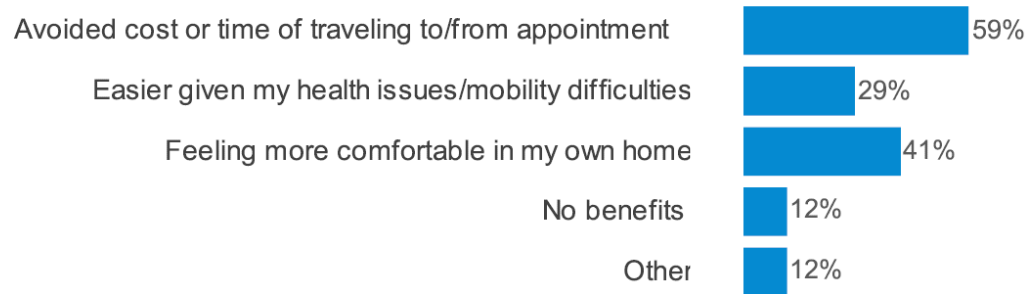 Avoided cost or time of traveling to/from appointment 59%
Easier given my health issues/mobility difficulties 29%
Feeling more comfortable in my own home 41%
No benefits 12%
Other 12%